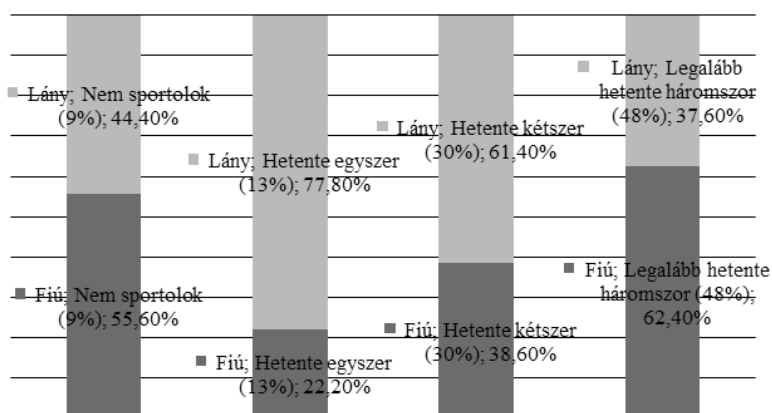 Lány; Nem sportolok
(9%); 44,40%
Lány; Hetente egyszer
(13%); 77,80%
Lány; Hetente kétszer
(30%); 61,40%
Lány; Legalább
hetente háromszor
(48%); 37,60%
Fiú; Nem sportolok
(9%); 55,60%
Fiú; Hetente egyszer
(13%); 22,20%
Fiú; Hetente kétszer
(30%); 38,60%
Fiú; Legalább hetente
háromszor (48%);
62,40%